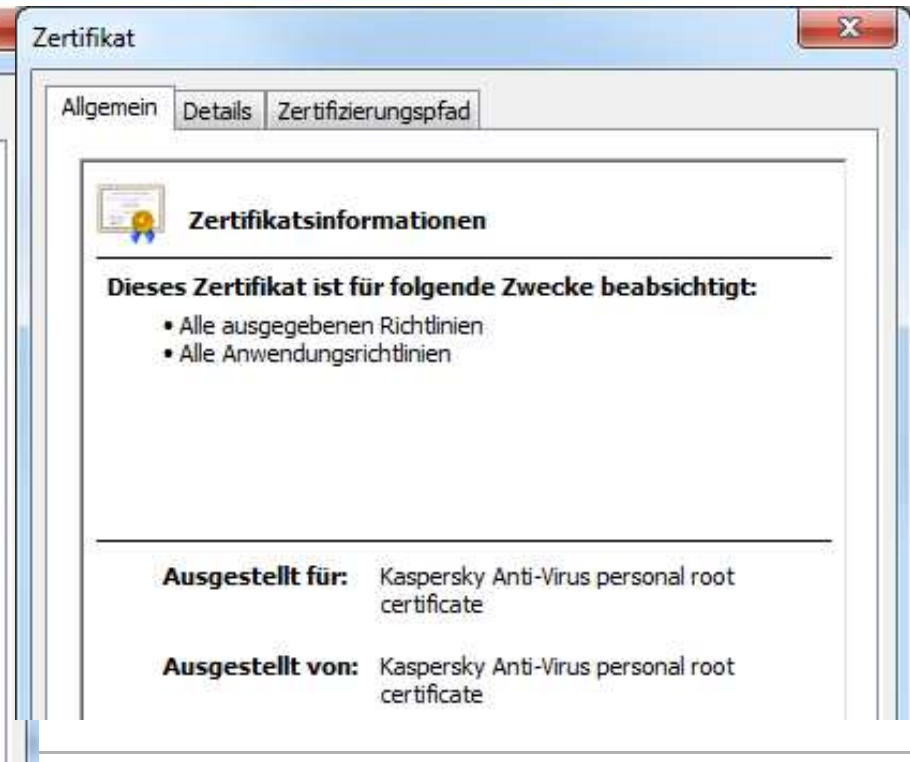 Zertifikat
Allgemein Details Zertifizierungspfad
Zertifikatsinformationen
Dieses Zertifikat ist für folgende Zwecke beabsichtigt:
• Alle ausgegebenen Richtlinien
• Alle Anwendungsrichtlinien
Ausgestellt für: Kaspersky Anti-Virus personal root
certificate
Ausgestellt von: Kaspersky Anti-Virus personal root
certificate